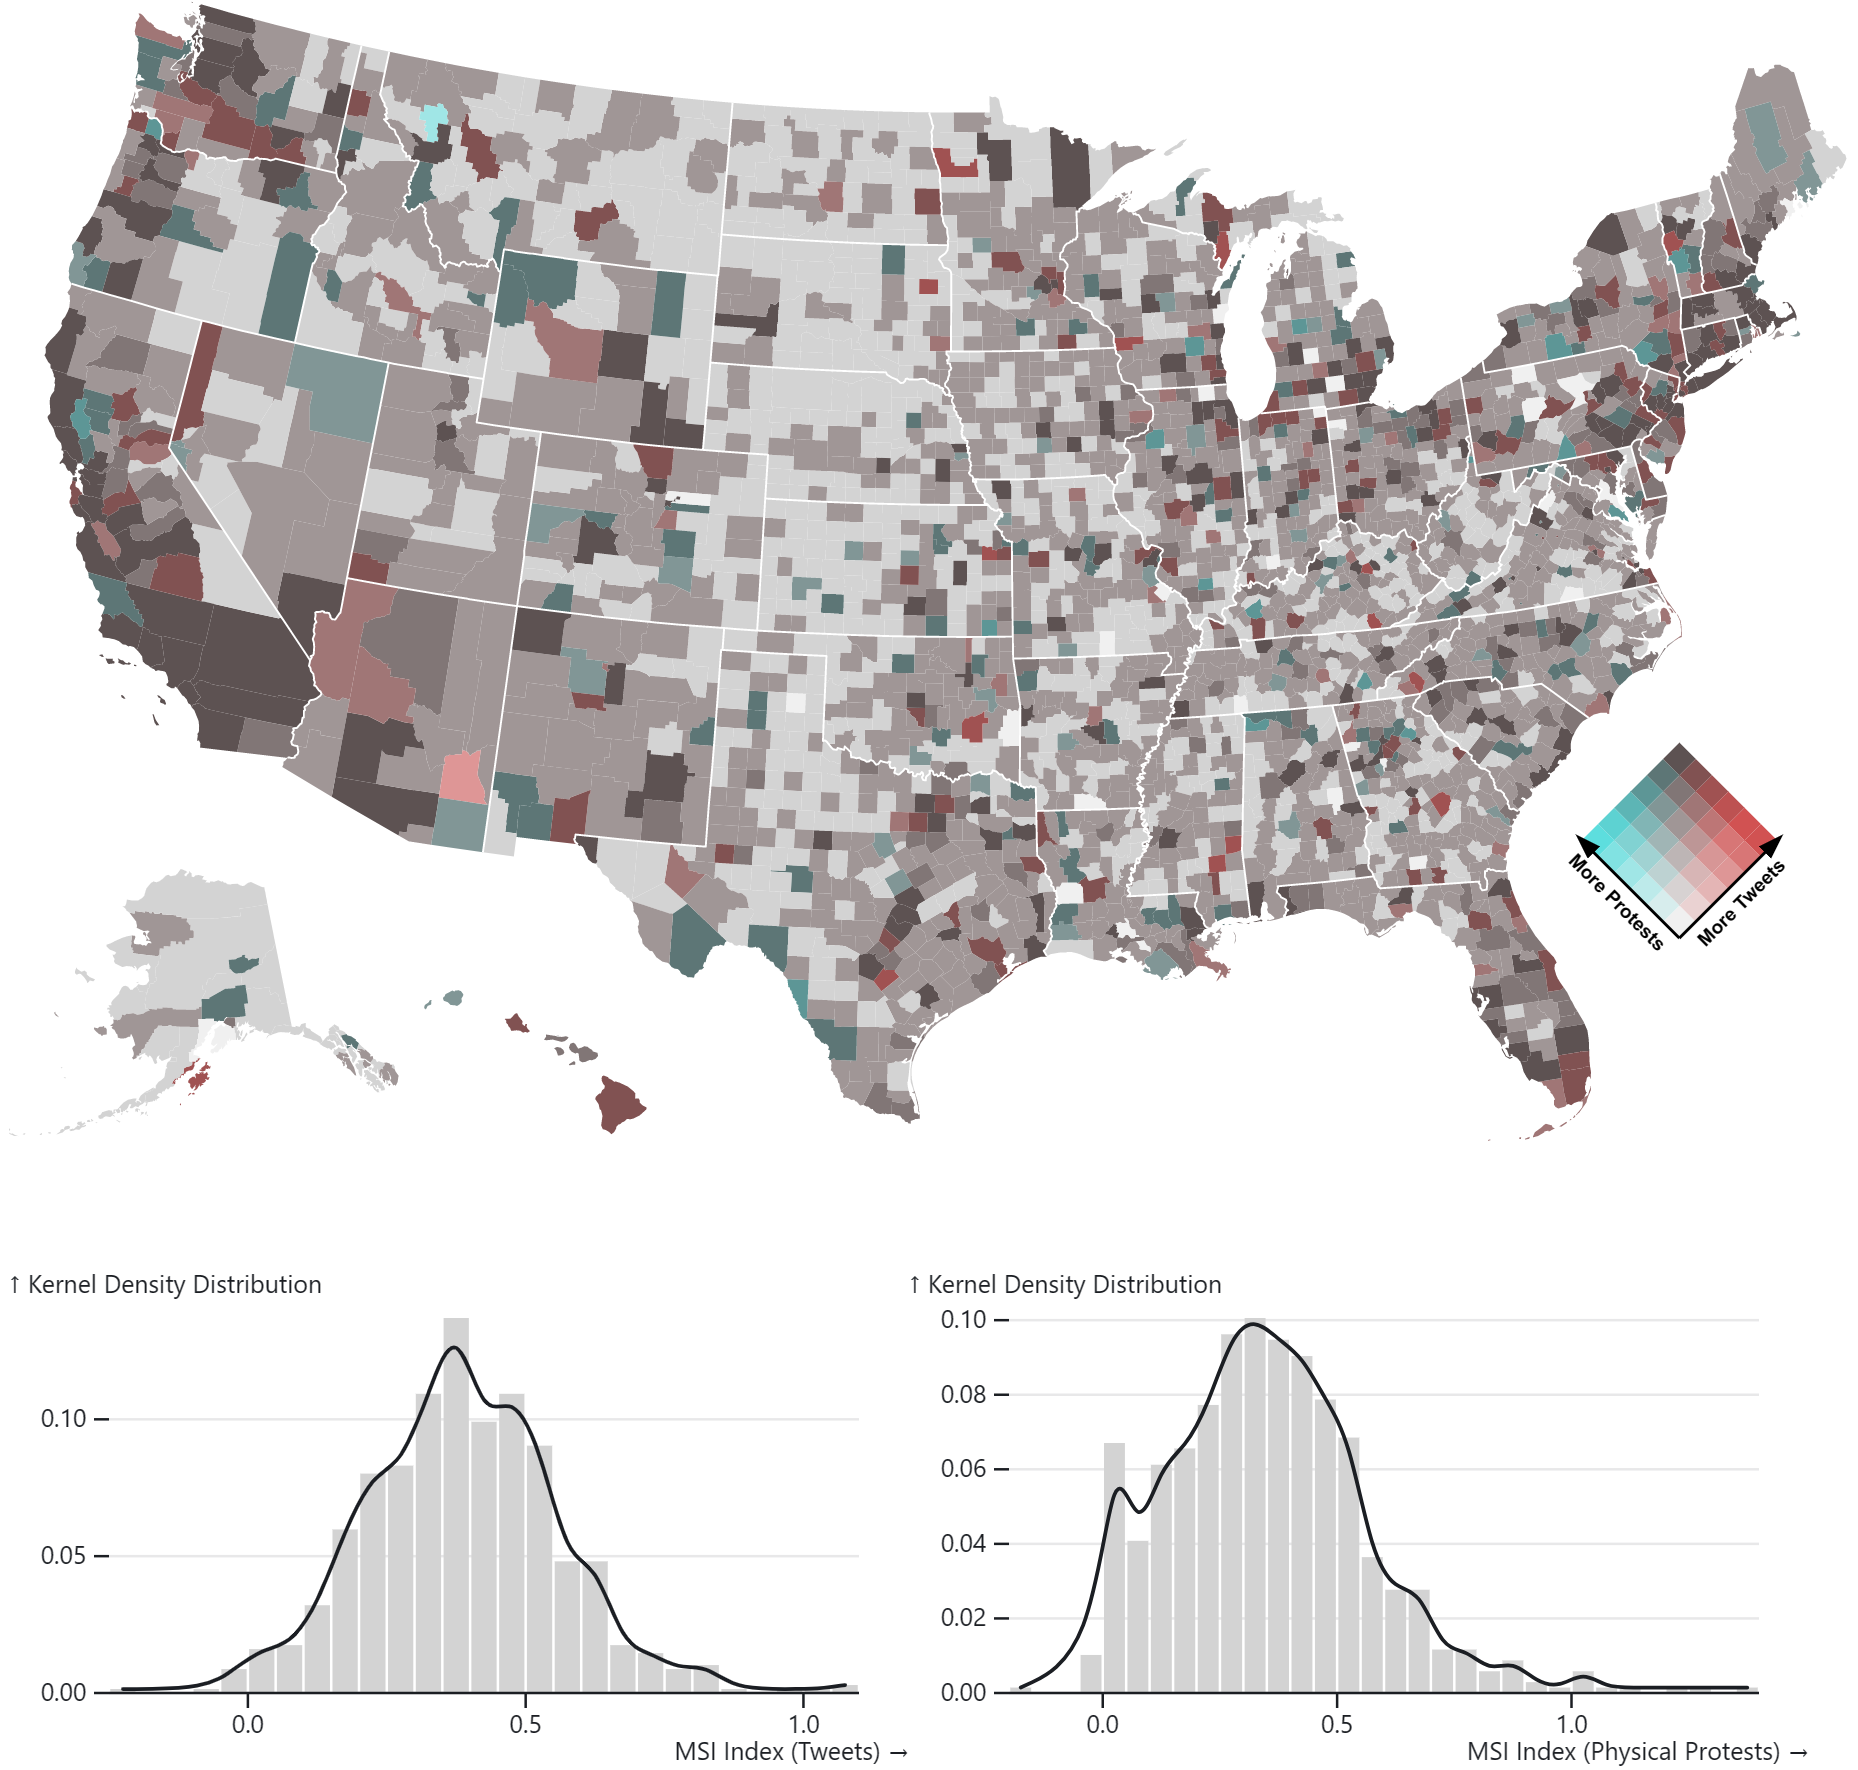 More Protests
More Tweets
↑ Kernel Density Distribution
0.10
0.05
0.00
0.0 0.5 1.0
MSI Index (Tweets) →
↑ Kernel Density Distribution
0.10
0.08
0.06
0.04
0.02
0.00
0.0 0.5 1.0
MSI Index (Physical Protests) →